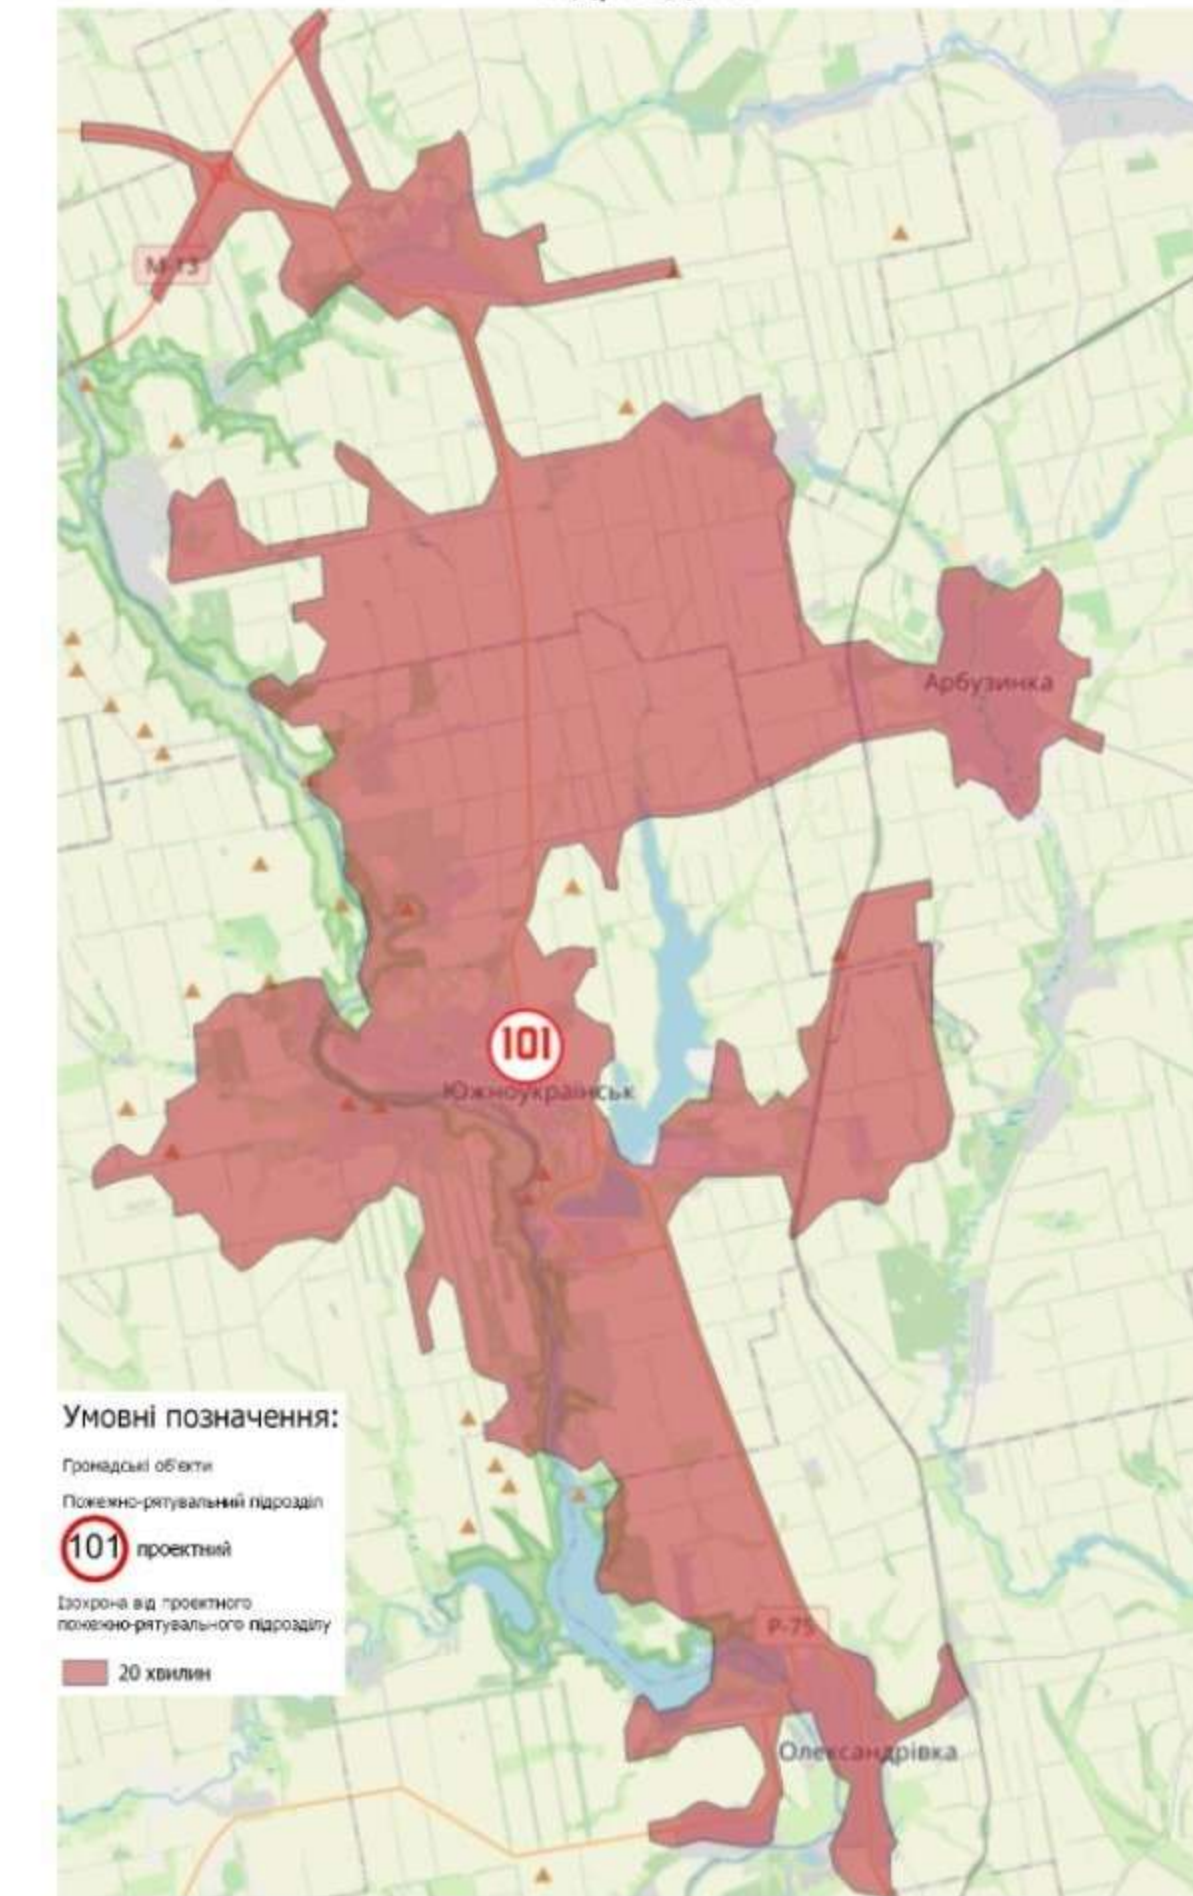 М-13
Арбузинка
101
Южноукраїнськ
Умовні позначення:
Громадські об'єкти
Пожежно-рятувальний підрозділ
101 проектний
Ізохрона від проектного
пожежно-рятувального підрозділу
20 хвилин
Р-75
Олександрівка